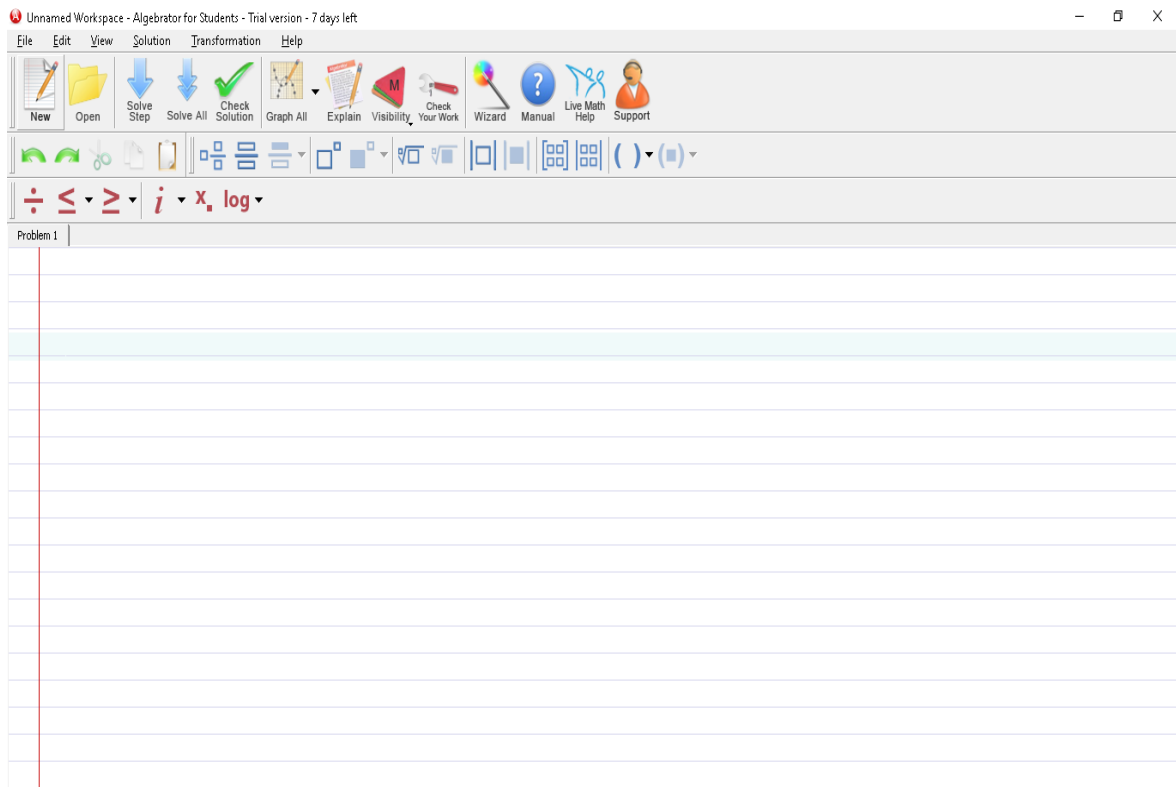 Unnamed Workspace - Algebrator for Students - Trial version - 7 days left
File Edit View Solution Transformation Help
New Open Solve Step Solve All Check Solution Graph All Explain Visibility Check Your Work Wizard Manual Live Math Help Support
÷ ≤ ≥ i x log
Problem 1